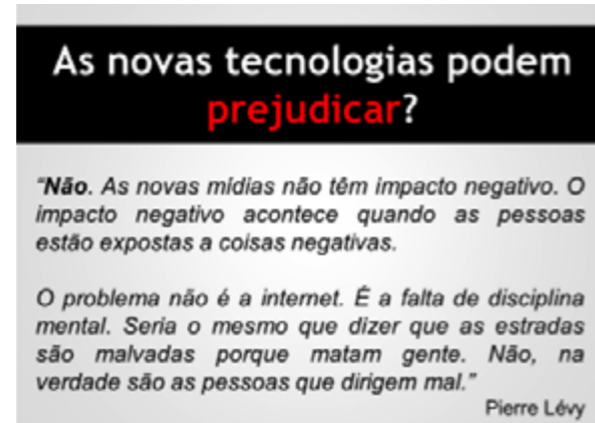 As novas tecnologias podem
prejudicar?
"Não. As novas mídias não têm impacto negativo. O
impacto negativo acontece quando as pessoas
estão expostas a coisas negativas.
O problema não é a internet. É a falta de disciplina
mental. Seria o mesmo que dizer que as estradas
são malvadas porque matam gente. Não, na
verdade são as pessoas que dirigem mal."
Pierre Lévy